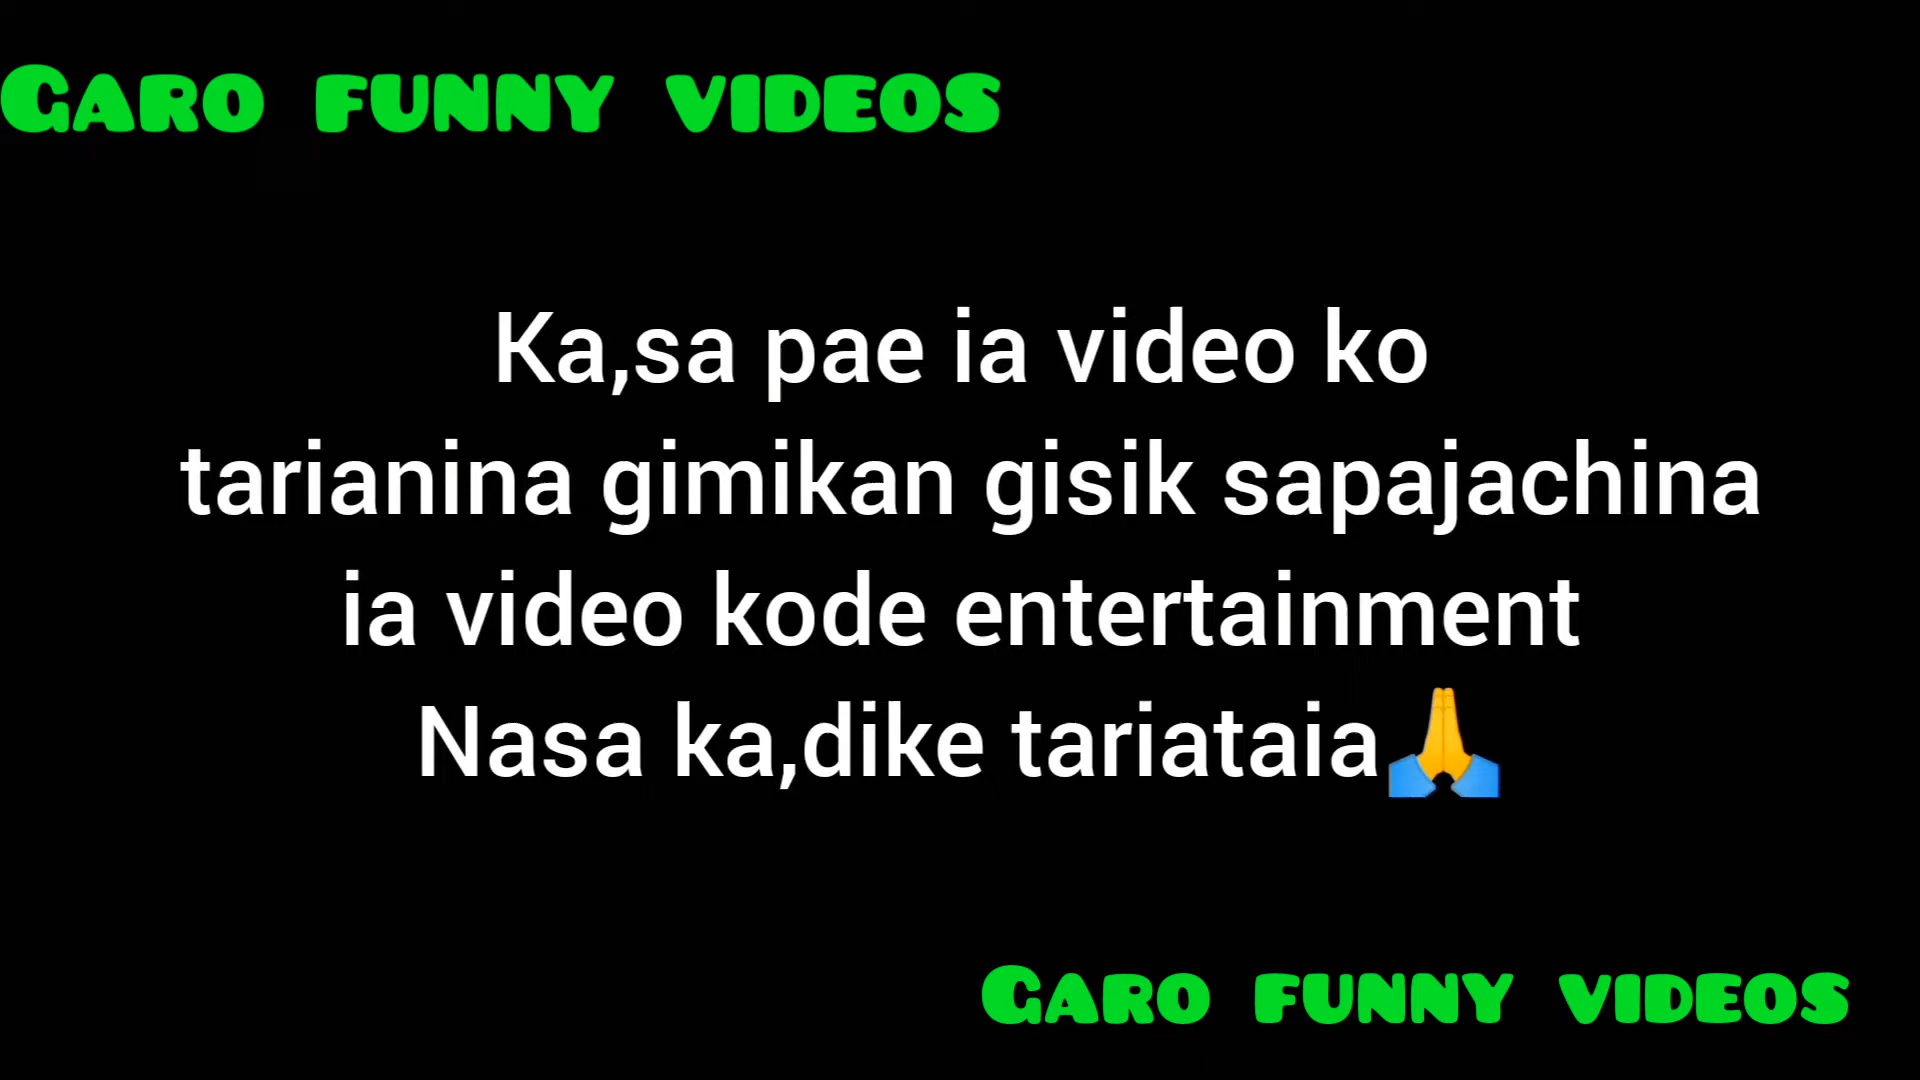 Garo funny videos
Ka,sa pae ia video ko
tarianina gimikan gisik sapajachina
ia video kode entertainment
Nasa ka,dike tariataia🙏
Garo funny videos